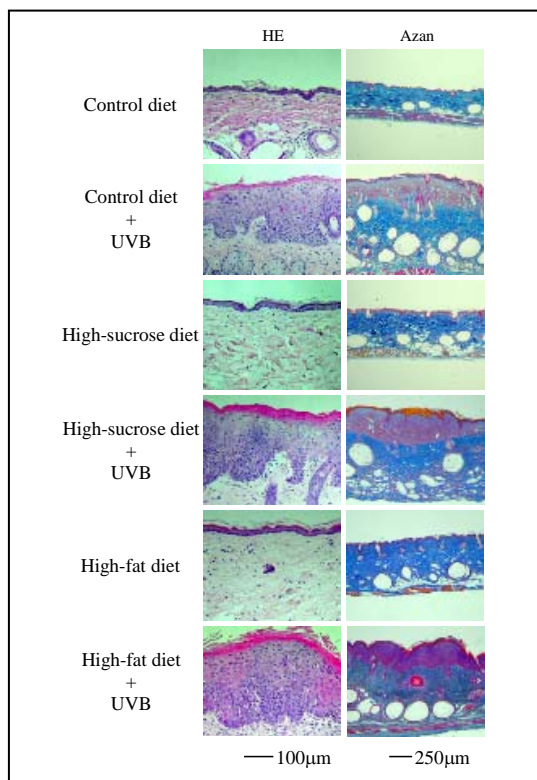 HE Azan
Control diet
Control diet
+
UVB
High-sucrose diet
High-sucrose diet
+
UVB
High-fat diet
High-fat diet
+
UVB
100μm 250μm